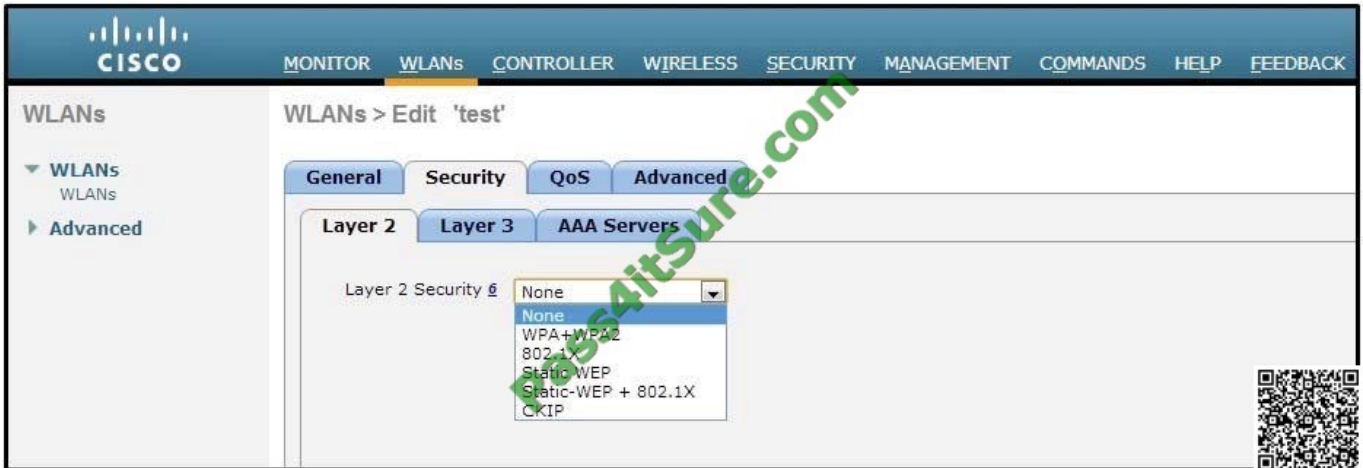 CISCO
MONITOR WLANs CONTROLLER WIRELESS SECURITY MANAGEMENT COMMANDS HELP FEEDBACK
WLANs
WLANs
WLANs
Advanced
WLANs > Edit 'test'
General Security QoS Advanced
Layer 2 Layer 3 AAA Servers
Layer 2 Security 6 None
None
WPA+WPA2
802.1X
Static WEP
Static-WEP + 802.1X
CKIP
Pass4itSure.com